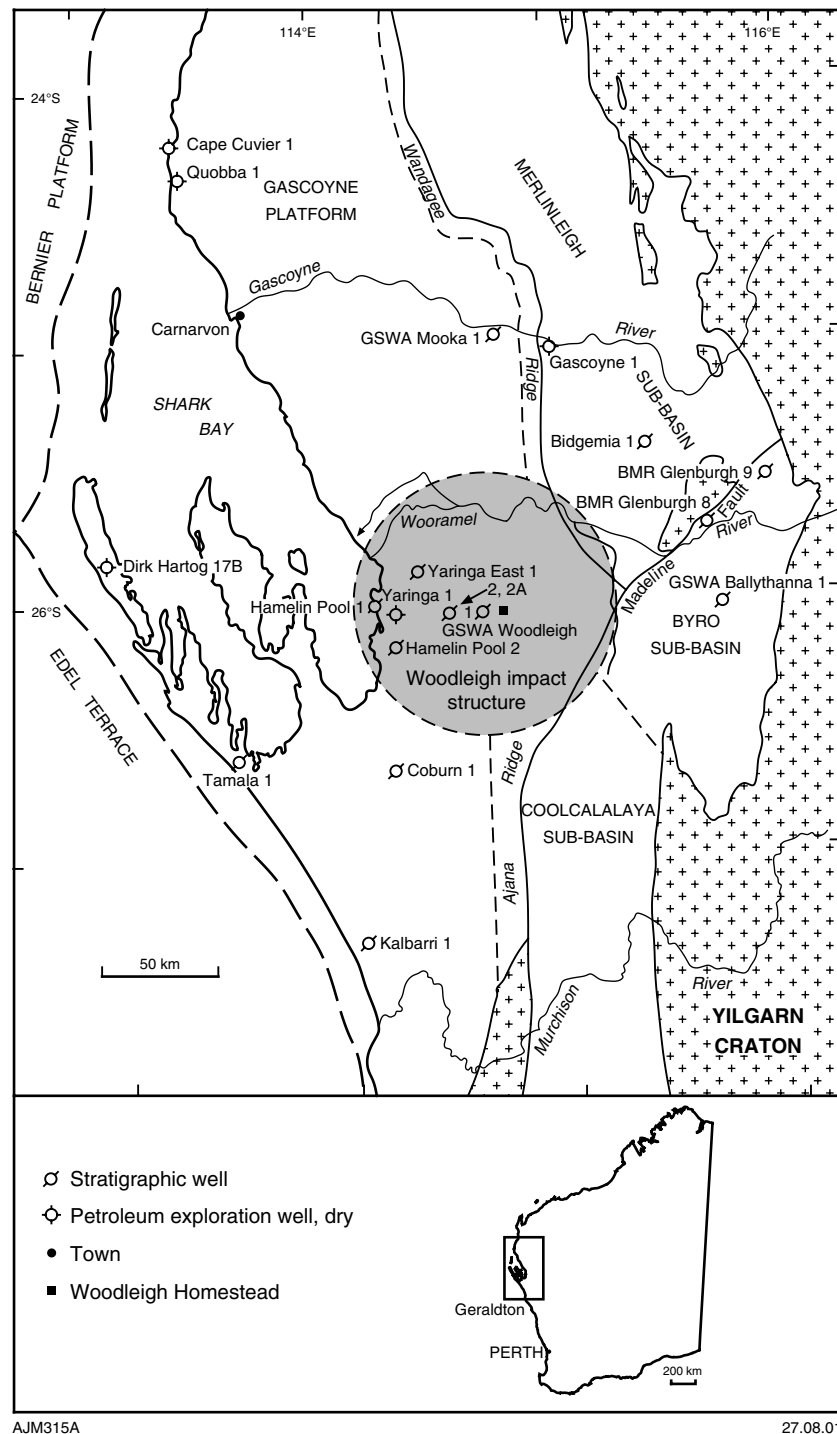 114°E
116°E
24°S
BERNIER PLATFORM
Cape Cuvier 1
Quobba 1
GASCOYNE
PLATFORM
Wandagee
MERLINLEIGH
Gascoyne
River
Carnarvon
GSWA Mooka 1
Gascoyne 1
Ridge
SUB-BASIN
SHARK
BAY
Bidgemia 1
BMR Glenburgh 9
BMR Glenburgh 8
Fault
River
Wooramel
Dirk Hartog 17B
Yaringa East 1
Yaringa 1
2, 2A
Hamelin Pool 1
1
GSWA Woodleigh
Madeline
GSWA Ballythanna 1
26°S
BYRO
SUB-BASIN
Hamelin Pool 2
Woodleigh impact
structure
EDEL TERRACE
Tamala 1
Coburn 1
Ridge
COOLCALALAYA
SUB-BASIN
Ajana
Kalbarri 1
50 km
Murchison
River
YILGARN
CRATON
Stratigraphic well
Petroleum exploration well, dry
Town
Woodleigh Homestead
Geraldton
PERTH
200 km
AJM315A
27.08.01